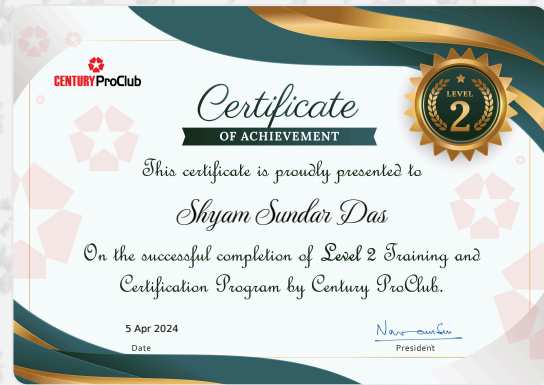 CENTURY ProClub
LEVEL
2
Certificate
OF ACHIEVEMENT
This certificate is proudly presented to
Shyam Sundar Das
On the successful completion of Level 2 Training and
Certification Program by Century ProClub.
5 Apr 2024
Date
President